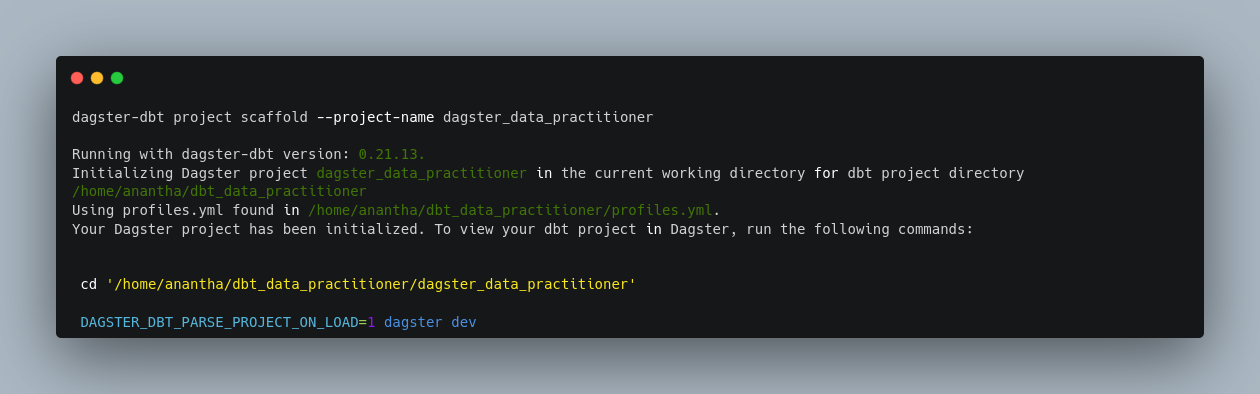 dagster-dbt project scaffold --project-name dagster_data_practitioner
Running with dagster-dbt version: 0.21.13.
Initializing Dagster project dagster_data_practitioner in the current working directory for dbt project directory
/home/anantha/dbt_data_practitioner
Using profiles.yml found in /home/anantha/dbt_data_practitioner/profiles.yml.
Your Dagster project has been initialized. To view your dbt project in Dagster, run the following commands:
cd '/home/anantha/dbt_data_practitioner/dagster_data_practitioner'
DAGSTER_DBT_PARSE_PROJECT_ON_LOAD=1 dagster dev